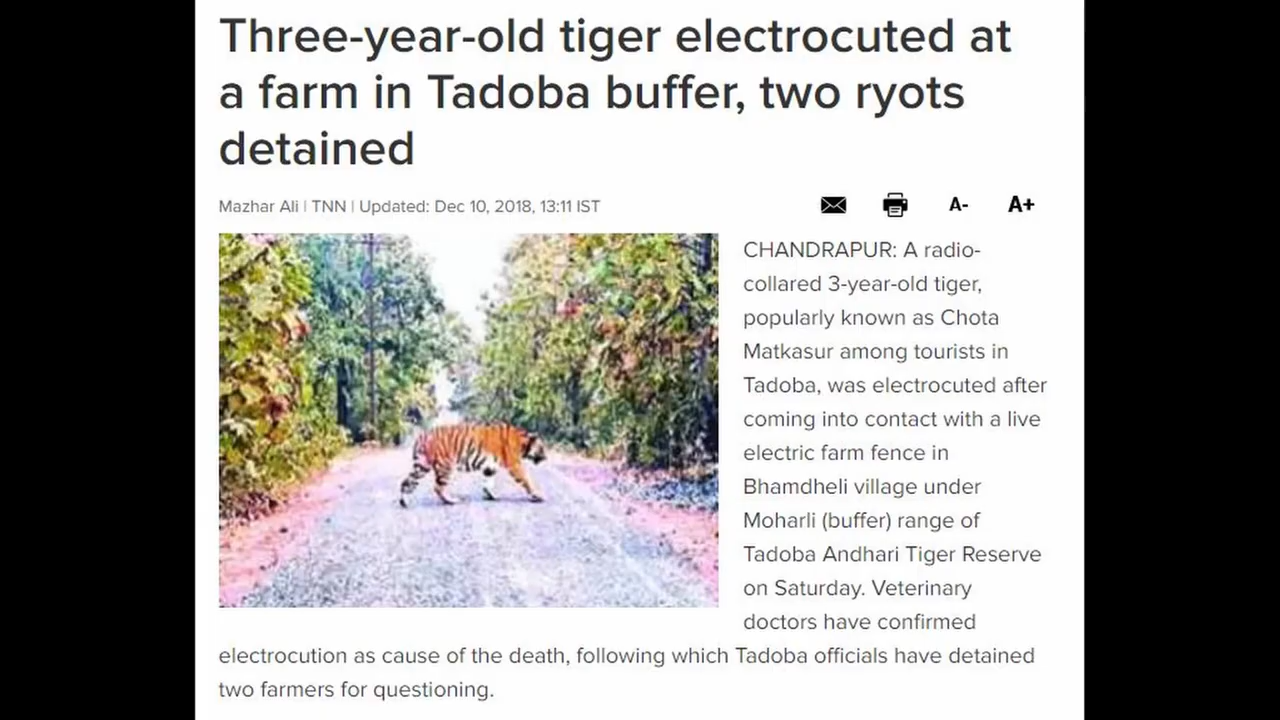 Three-year-old tiger electrocuted at
a farm in Tadoba buffer, two ryots
detained
Mazhar Ali | TNN | Updated: Dec 10, 2018, 13:11 IST
A- A+
CHANDRAPUR: A radio-
collared 3-year-old tiger,
popularly known as Chota
Matkasur among tourists in
Tadoba, was electrocuted after
coming into contact with a live
electric farm fence in
Bhamdheli village under
Moharli (buffer) range of
Tadoba Andhari Tiger Reserve
on Saturday. Veterinary
doctors have confirmed
electrocution as cause of the death, following which Tadoba officials have detained
two farmers for questioning.